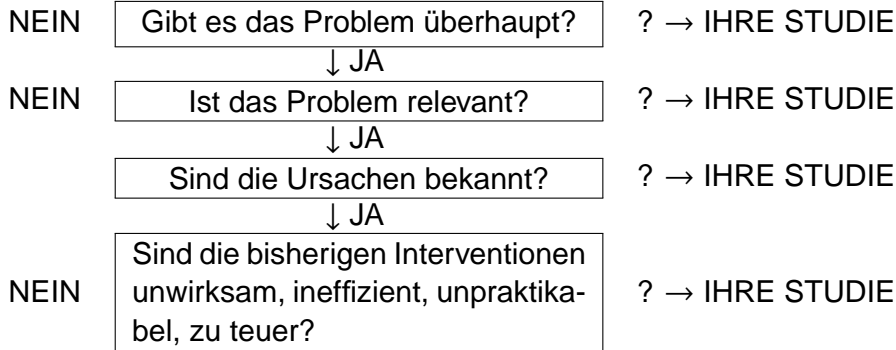 NEIN Gibt es das Problem überhaupt? ? → IHRE STUDIE
↓ JA
NEIN Ist das Problem relevant? ? → IHRE STUDIE
↓ JA
Sind die Ursachen bekannt? ? → IHRE STUDIE
↓ JA
Sind die bisherigen Interventionen
NEIN unwirksam, ineffizient, unpraktika- ? → IHRE STUDIE
bel, zu teuer?